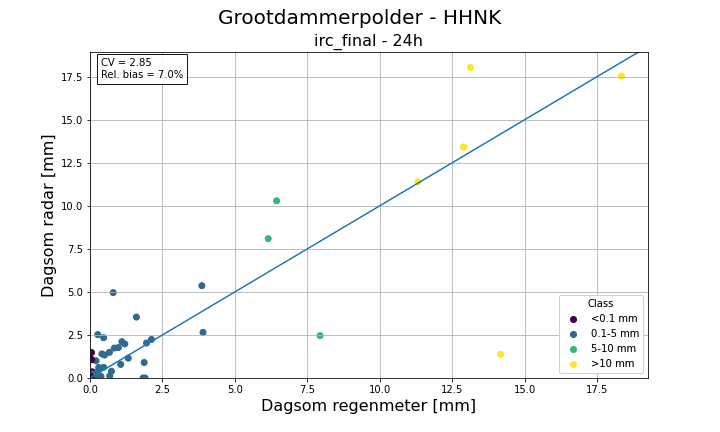 Grootdammerpolder - HHNK
irc_final - 24h
CV = 2.85
Rel. bias = 7.0%
Dagsom radar [mm]
17.5
15.0
12.5
10.0
7.5
5.0
2.5
0.0
Class
<0.1 mm
0.1-5 mm
5-10 mm
>10 mm
0.0 2.5 5.0 7.5 10.0 12.5 15.0 17.5
Dagsom regenmeter [mm]